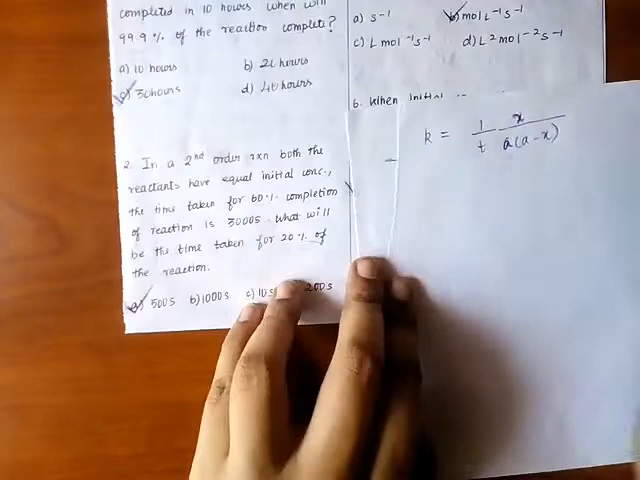 completed in 10 hours when will
99.9 % of the reaction complete?
a) 10 hours
b) 20 hours
c) 30 hours
d) 40 hours
2. In a 2nd order rxn both the
reactants have equal initial conc.,
the time taken for 60 % completion
of reaction is 3000s. What will
be the time taken for 20 % of
the reaction.
a) 500s b) 1000s c) 200s
a) s⁻¹ b) mol L⁻¹ s⁻¹
c) L mol⁻¹ s⁻¹ d) L² mol⁻² s⁻¹
6. When initial
k = 1/t x/a(a-x)